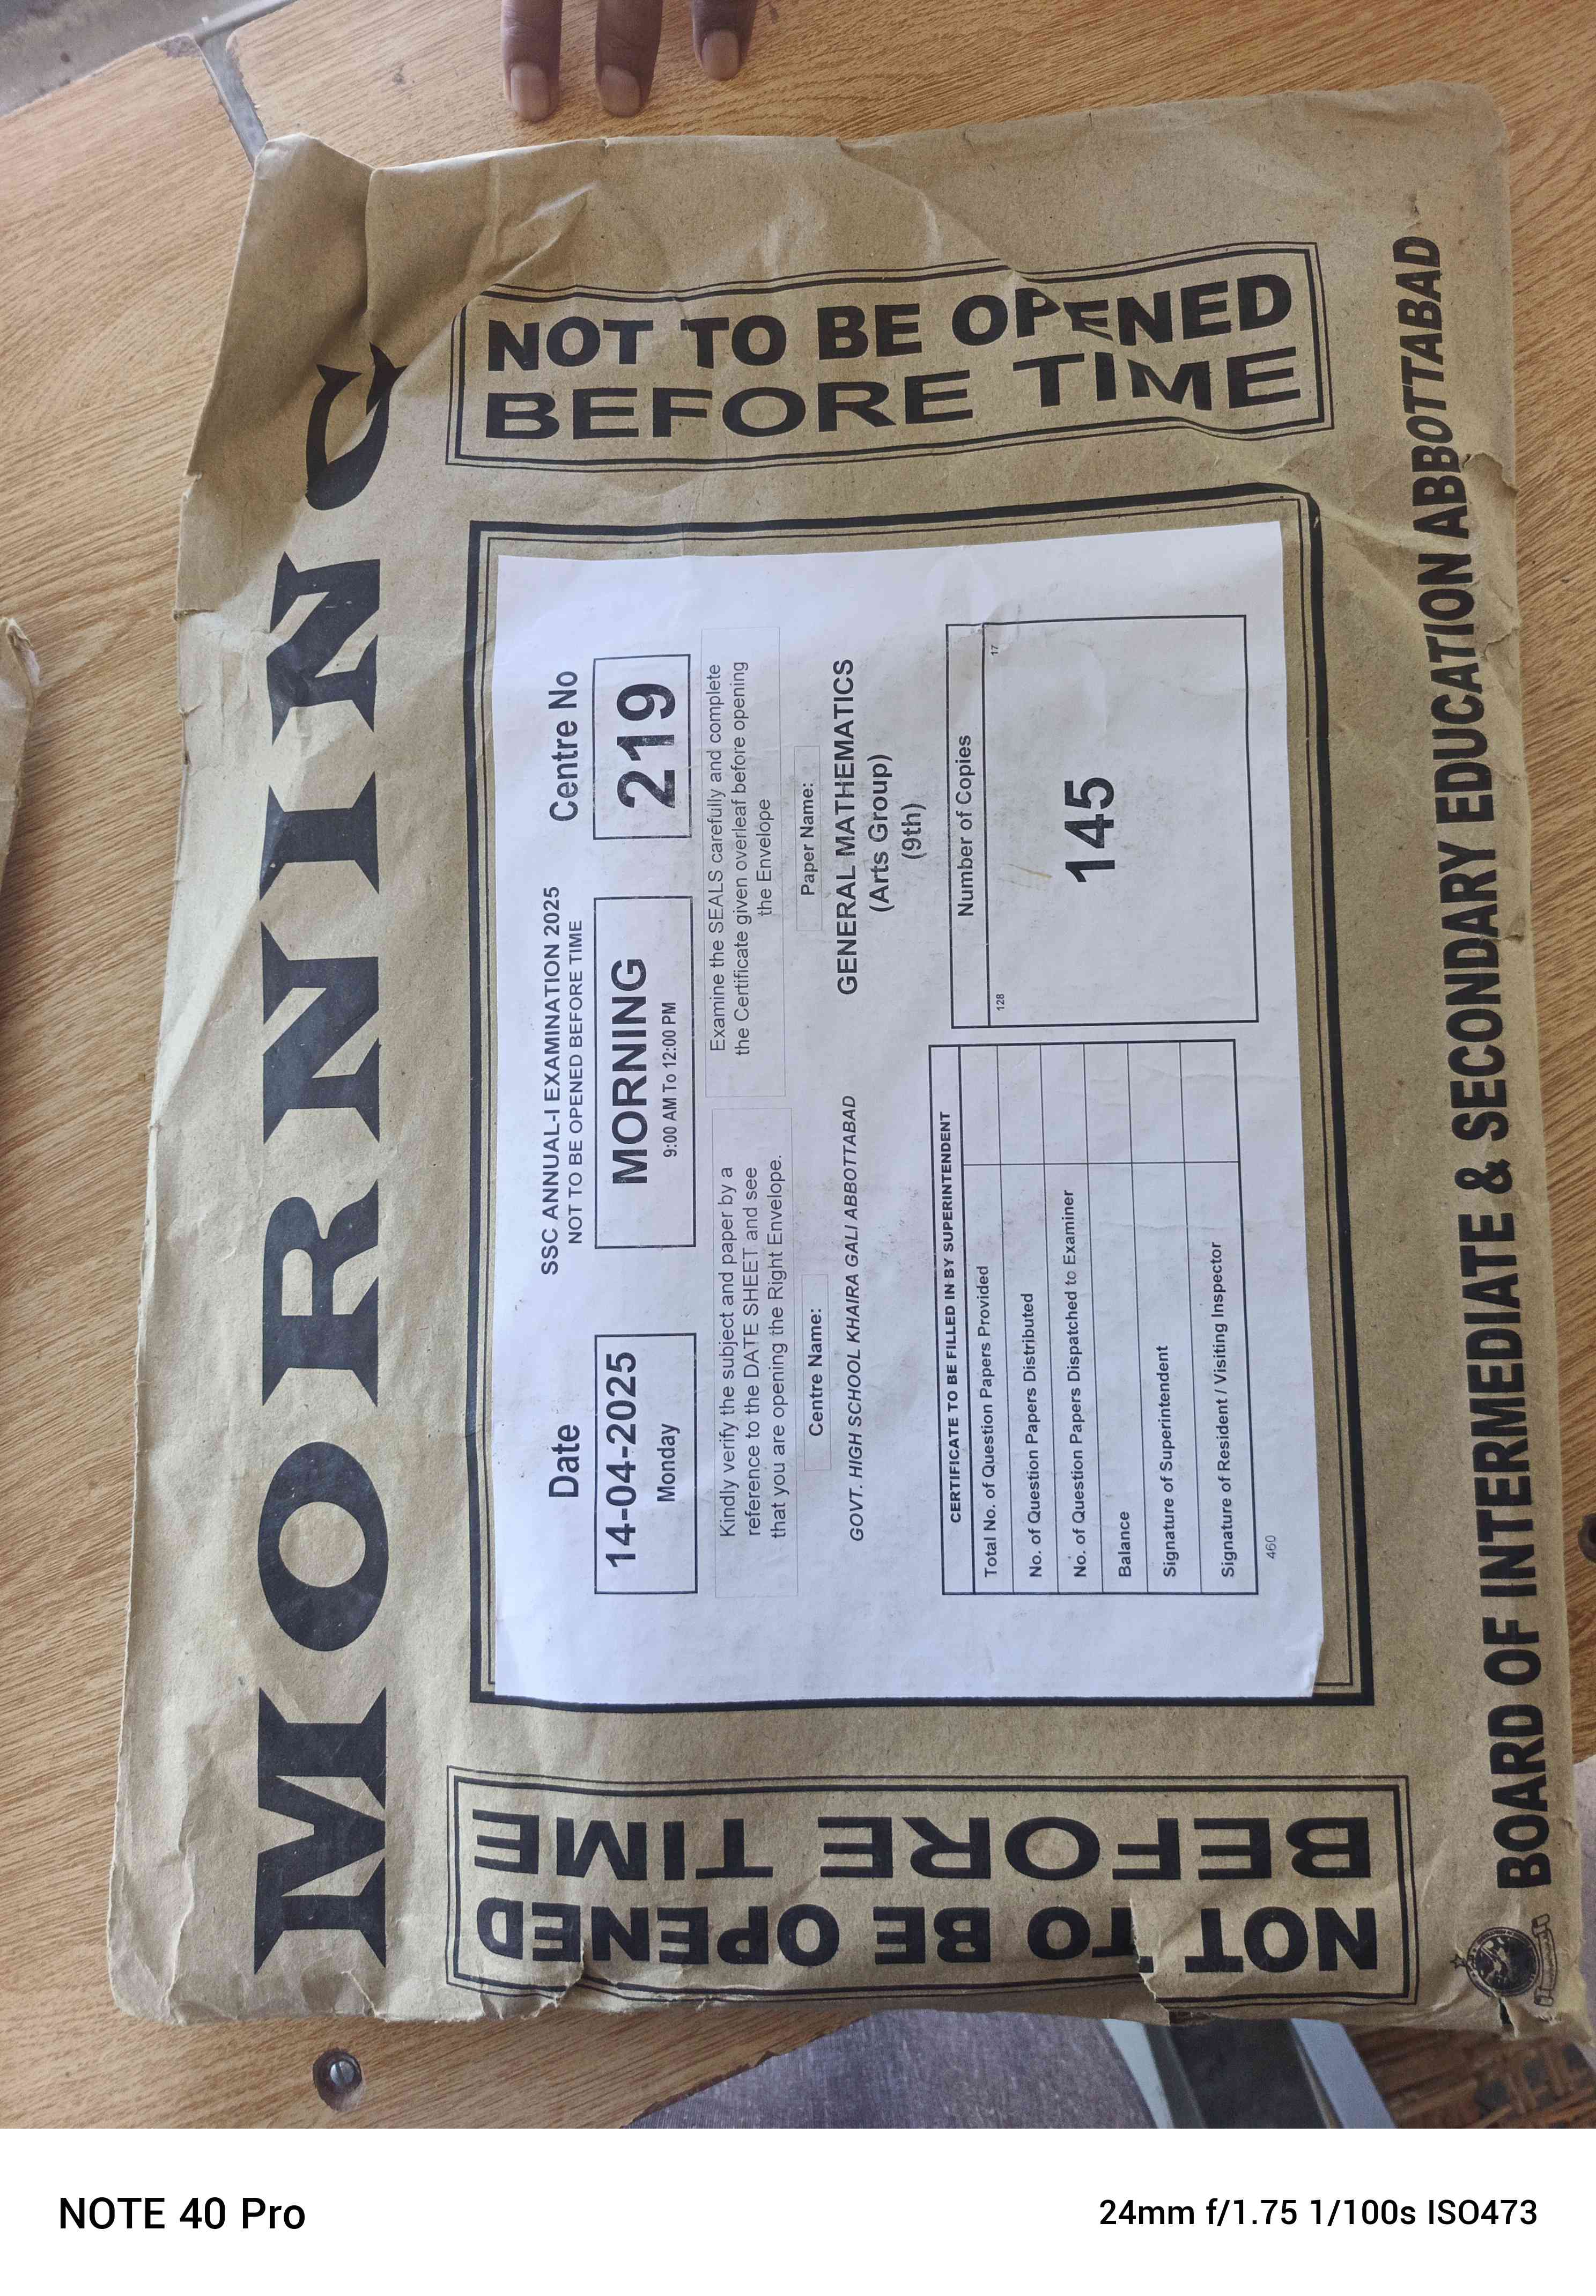 MORNING
NOT TO BE OPENED
BEFORE TIME
SSC ANNUAL-I EXAMINATION 2025
NOT TO BE OPENED BEFORE TIME
Date
14-04-2025
Monday
MORNING
9:00 AM To 12:00 PM
Centre No
219
Kindly verify the subject and paper by a
reference to the DATE SHEET and see
that you are opening the Right Envelope.
Examine the SEALS carefully and complete
the Certificate given overleaf before opening
the Envelope
Centre Name:
GOVT. HIGH SCHOOL KHAIRA GALI ABBOTTABAD
Paper Name:
GENERAL MATHEMATICS
(Arts Group)
(9th)
CERTIFICATE TO BE FILLED IN BY SUPERINTENDENT
Total No. of Question Papers Provided
No. of Question Papers Distributed
No. of Question Papers Dispatched to Examiner
Balance
Signature of Superintendent
Signature of Resident / Visiting Inspector
460
Number of Copies
128
17
145
NOT TO BE OPENED
BEFORE TIME
BOARD OF INTERMEDIATE & SECONDARY EDUCATION ABBOTTABAD
NOTE 40 Pro
24mm f/1.75 1/100s ISO473